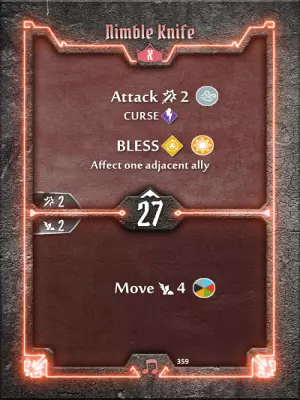 Nimble Knife
X
Attack 2
CURSE
BLESS
Affect one adjacent ally
2
27
2
Move 4
359